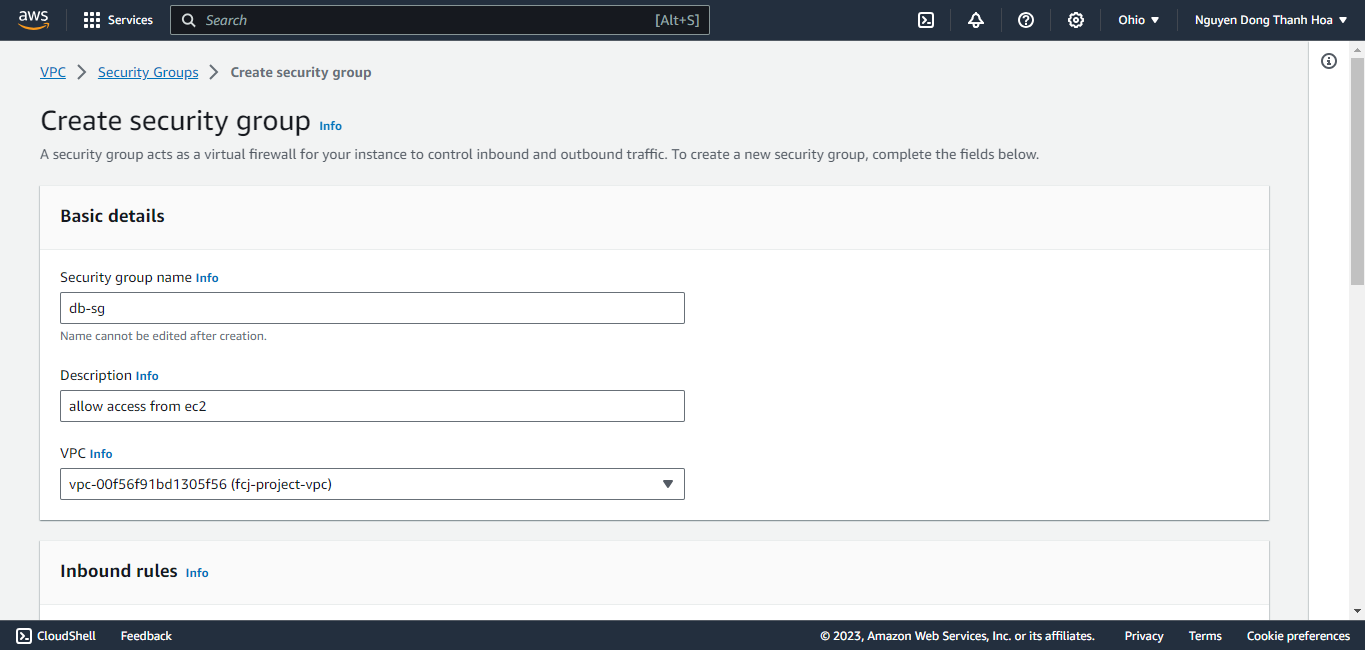 aws Services Search [Alt+S] Ohio Nguyen Dong Thanh Hoa
VPC Security Groups Create security group
Create security group Info
A security group acts as a virtual firewall for your instance to control inbound and outbound traffic. To create a new security group, complete the fields below.
Basic details
Security group name Info
db-sg
Name cannot be edited after creation.
Description Info
allow access from ec2
VPC Info
vpc-00f56f91bd1305f56 (fcj-project-vpc)
Inbound rules Info
CloudShell Feedback © 2023, Amazon Web Services, Inc. or its affiliates. Privacy Terms Cookie preferences